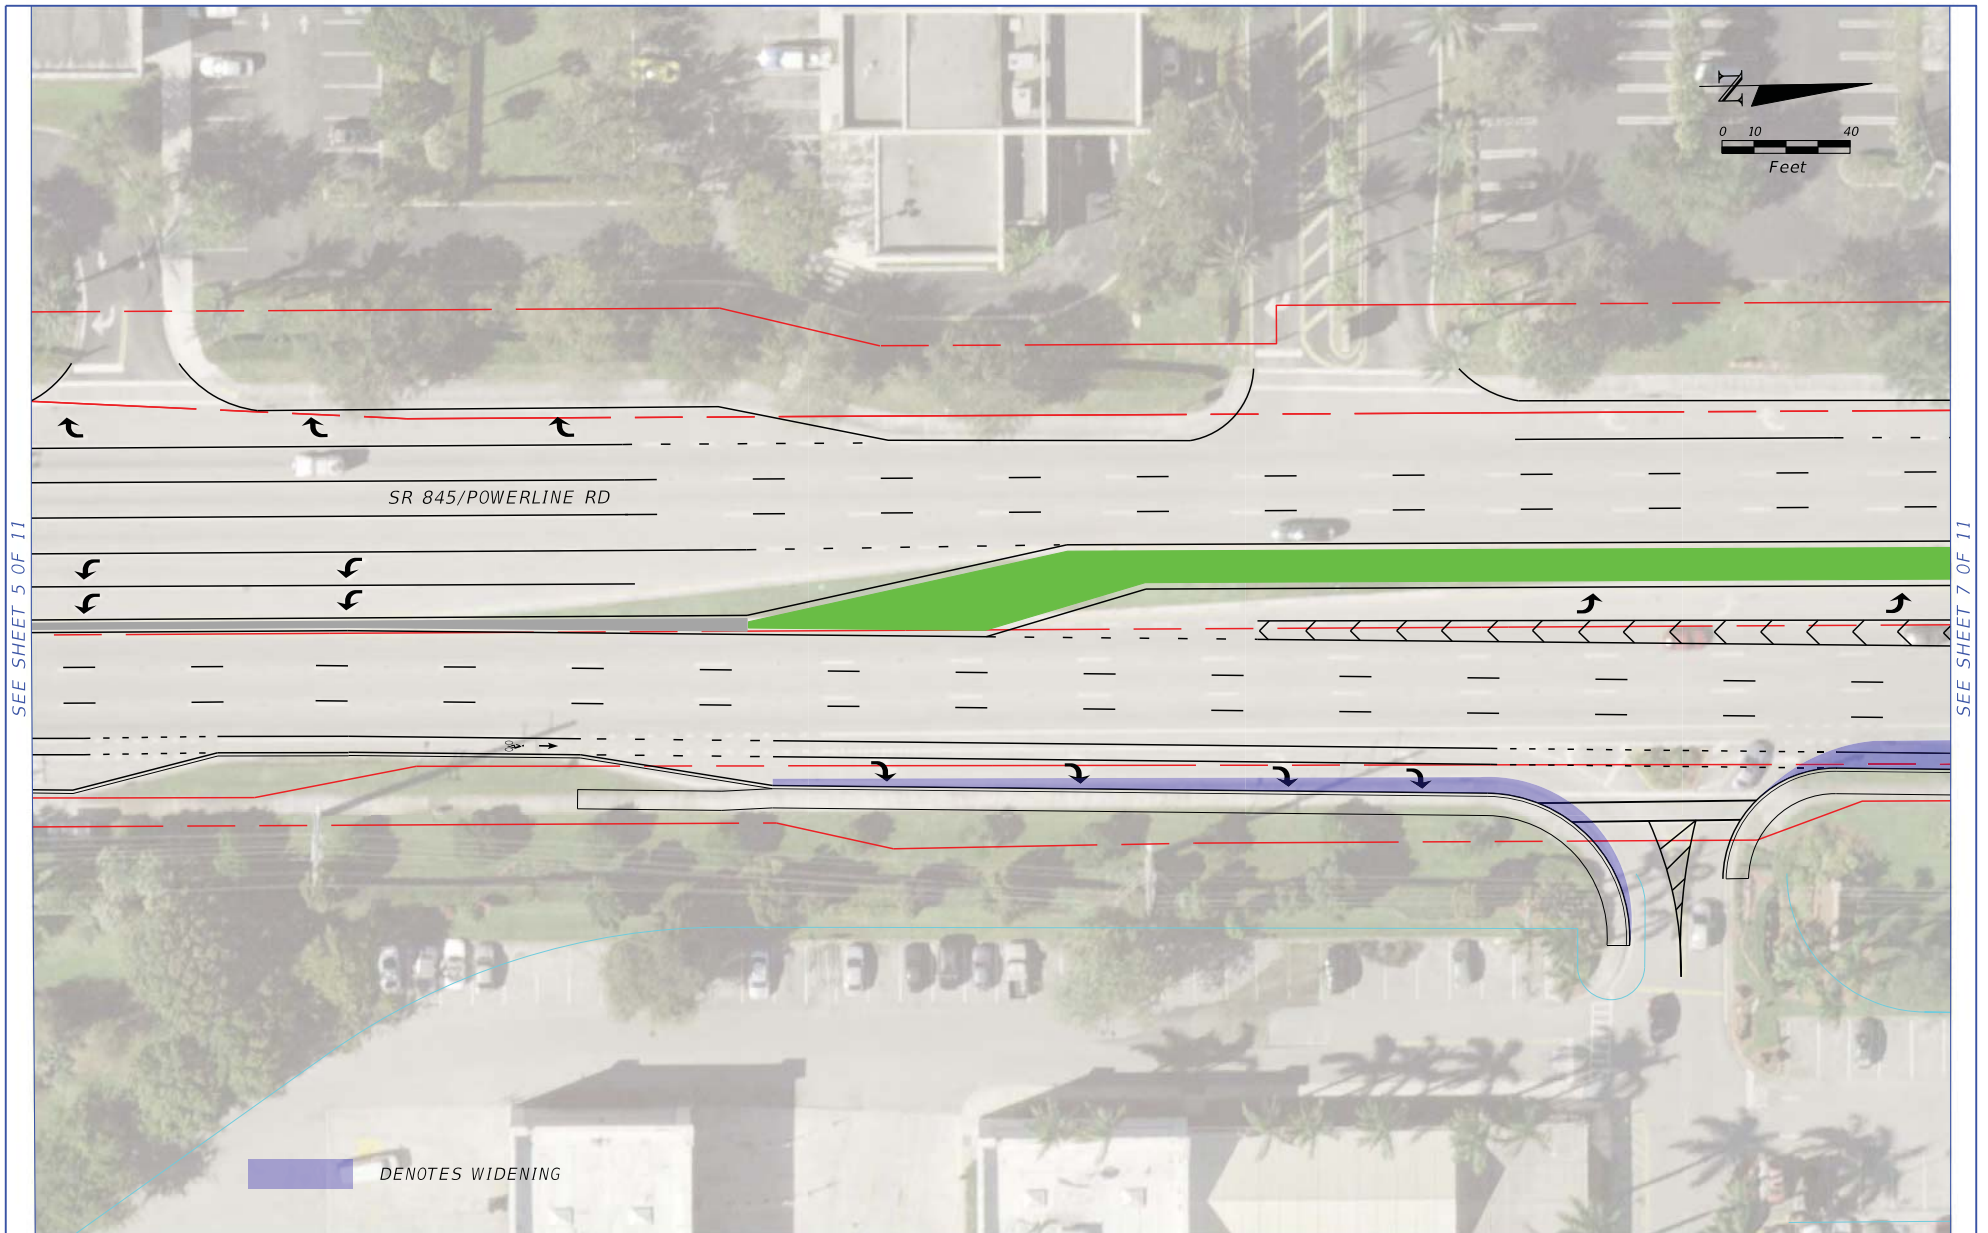 N
0 10 40
Feet
SR 845/POWERLINE RD
SEE SHEET 5 OF 11
SEE SHEET 7 OF 11
DENOTES WIDENING